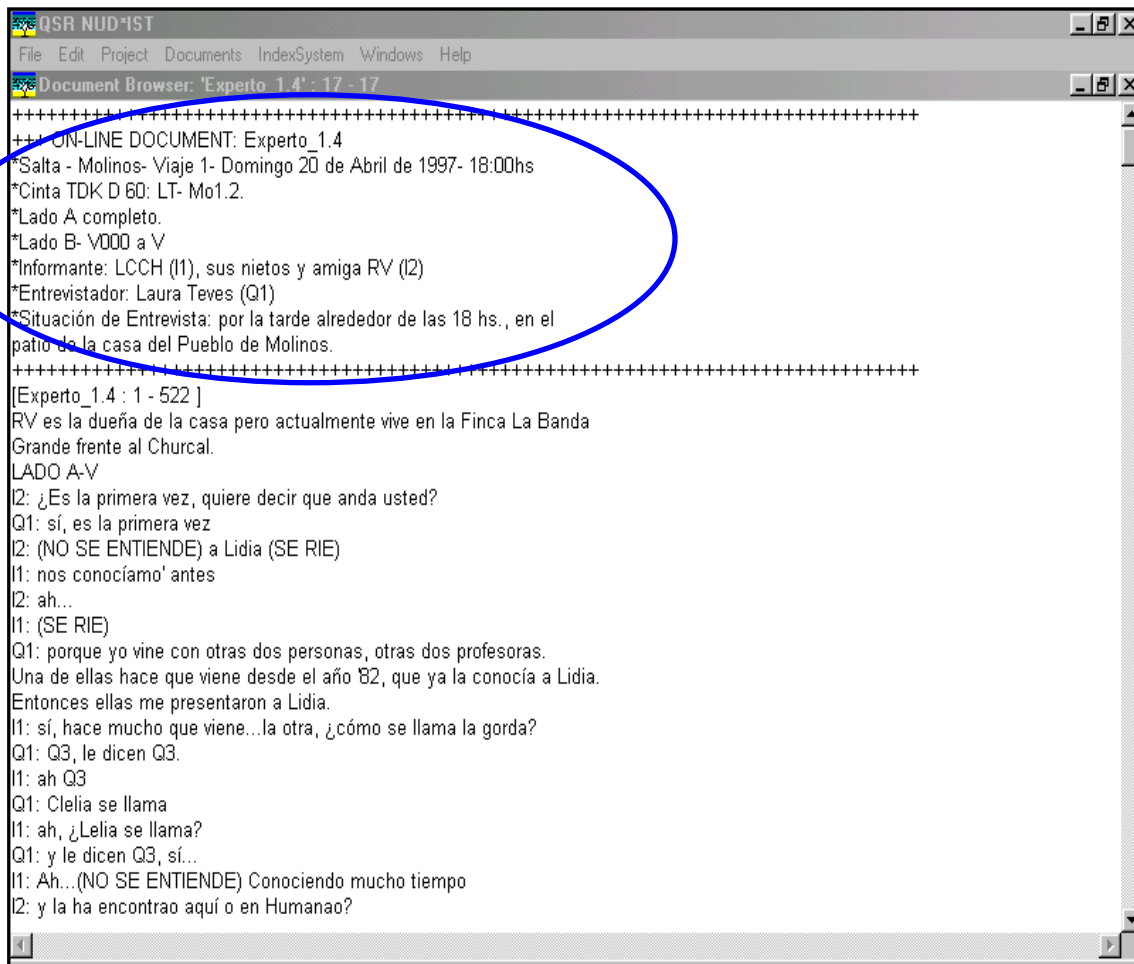 QSR NUD*IST
File Edit Project Documents IndexSystem Windows Help
Document Browser: 'Experto_1.4' : 17 - 17
+++++++++++++++++++++++++++++++++++++++++++++++++++++++++++++++++++++++++++++++
+++ ON-LINE DOCUMENT: Experto_1.4
*Salta - Molinos- Viaje 1- Domingo 20 de Abril de 1997- 18:00hs
*Cinta TDK D 60: LT- Mo1.2.
*Lado A completo.
*Lado B- V000 a V
*Informante: LCCH (I1), sus nietos y amiga RV (I2)
*Entrevistador: Laura Teves (Q1)
*Situación de Entrevista: por la tarde alrededor de las 18 hs., en el
patio de la casa del Pueblo de Molinos.
+++++++++++++++++++++++++++++++++++++++++++++++++++++++++++++++++++++++++++++++
[Experto_1.4 : 1 - 522 ]
RV es la dueña de la casa pero actualmente vive en la Finca La Banda
Grande frente al Churcal.
LADO A-V
I2: ¿Es la primera vez, quiere decir que anda usted?
Q1: sí, es la primera vez
I2: (NO SE ENTIENDE) a Lidia (SE RIE)
I1: nos conocíamo' antes
I2: ah...
I1: (SE RIE)
Q1: porque yo vine con otras dos personas, otras dos profesoras.
Una de ellas hace que viene desde el año '82, que ya la conocía a Lidia.
Entonces ellas me presentaron a Lidia.
I1: sí, hace mucho que viene...la otra, ¿cómo se llama la gorda?
Q1: Q3, le dicen Q3.
I1: ah Q3
Q1: Clelia se llama
I1: ah, ¿Lelia se llama?
Q1: y le dicen Q3, sí...
I1: Ah...(NO SE ENTIENDE) Conociendo mucho tiempo
I2: y la ha encontrao aquí o en Humanao?